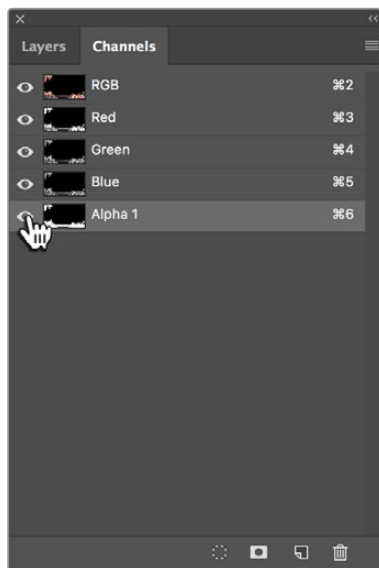 Layers Channels
RGB ⌘2
Red ⌘3
Green ⌘4
Blue ⌘5
Alpha 1 ⌘6